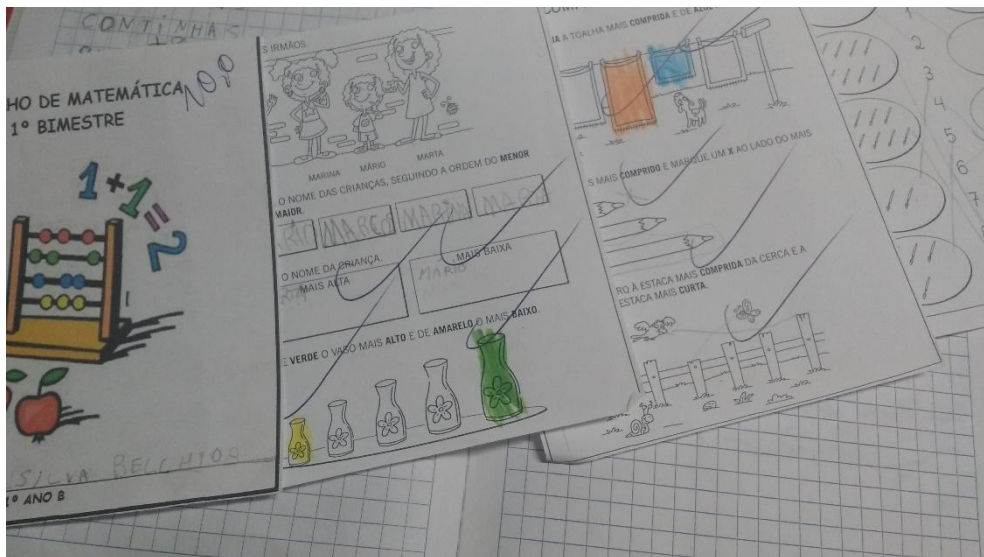 CONTINHAS
HO DE MATEMÁTICA
1º BIMESTRE
1+1=2
SILVA BELCHIOR
1º ANO B
S IRMÃOS.
MARINA MÁRIO MARTA
O NOME DAS CRIANÇAS, SEGUINDO A ORDEM DO MENOR
MAIOR.
MARCO
O NOME DA CRIANÇA.
MAIS ALTA
MAIS BAIXA
MARIO
E VERDE O VASO MAIS ALTO E DE AMARELO O MAIS BAIXO.
A TOALHA MAIS COMPRIDA E DE
S MAIS COMPRIDO E MARQUE UM X AO LADO DO MAIS
RO À ESTACA MAIS COMPRIDA DA CERCA E A
ESTACA MAIS CURTA.
2
3
4
5
6
7